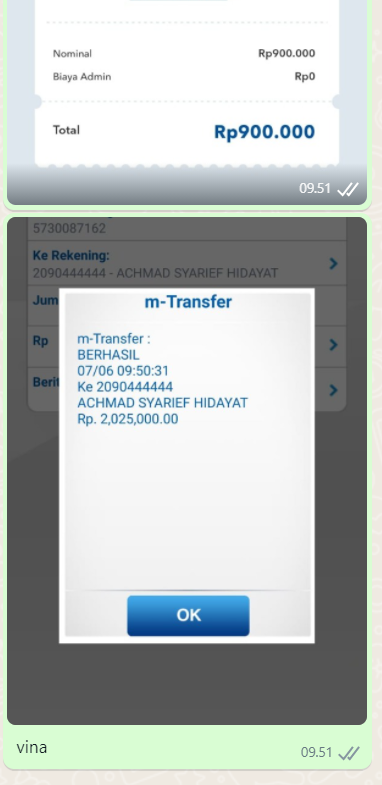 Nominal Rp900.000
Biaya Admin Rp0
Total Rp900.000
09.51
5730087162
Ke Rekening:
2090444444 - ACHMAD SYARIEF HIDAYAT
Jum
m-Transfer
Rp
m-Transfer :
BERHASIL
07/06 09:50:31
Berit
Ke 2090444444
ACHMAD SYARIEF HIDAYAT
Rp. 2,025,000.00
OK
vina
09.51